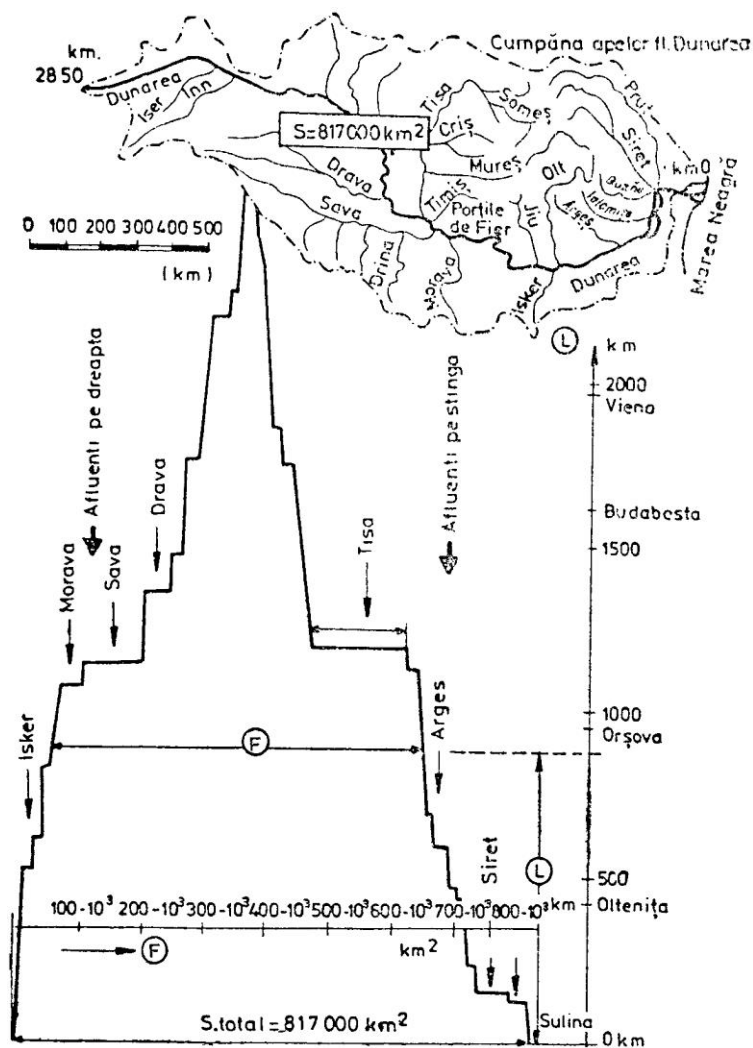 km.
2850
Cumpăna apelor fl. Dunarea
Dunarea
Iser
Inn
S=817000 km²
Tisa
Someș
Prut
Siret
Criș
Mureș
Olt
km 0
Drava
Sava
Timiș
Porțile
de Fier
Jiu
Argeș
Ialomița
Buzău
Marea Neagră
Drina
Morava
Isker
Dunarea
0 100 200 300 400 500
(km)
L
km
2000
Viena
Budabesta
1500
1000
Orșova
500
Oltenița
0 km
Afluenti pe dreapta
Afluenti pe stinga
Drava
Morava
Sava
Tisa
Isker
Argeș
Siret
F
L
100-10³ 200-10³ 300-10³ 400-10³ 500-10³ 600-10³ 700-10³ 800-10³ km
km²
F
S.total = 817 000 km²
Sulina